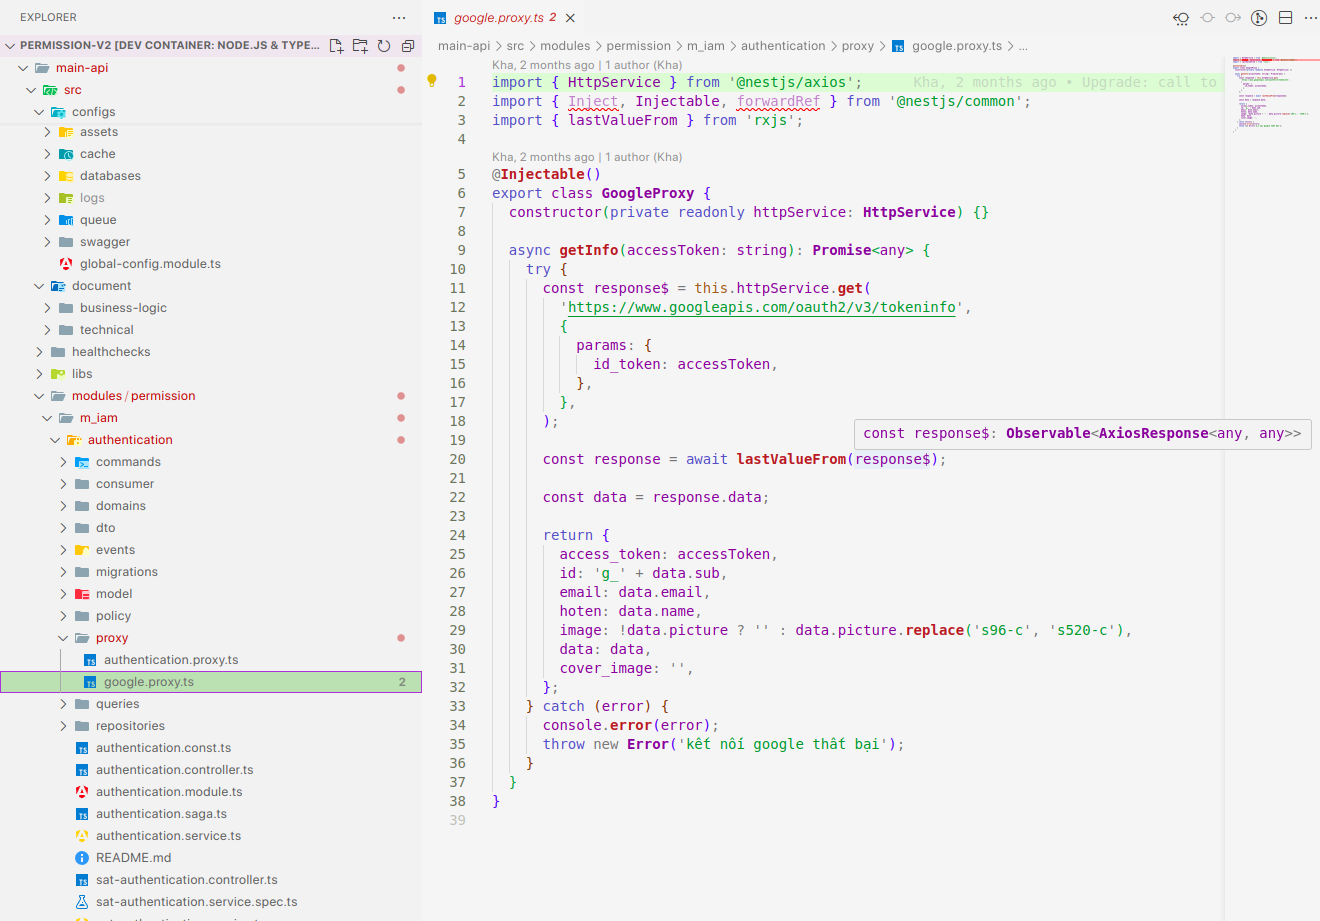 EXPLORER
PERMISSION-V2 [DEV CONTAINER: NODE.JS & TYPE...
main-api
src
configs
assets
cache
databases
logs
queue
swagger
global-config.module.ts
document
business-logic
technical
healthchecks
libs
modules / permission
m_iam
authentication
commands
consumer
domains
dto
events
migrations
model
policy
proxy
authentication.proxy.ts
google.proxy.ts 2
queries
repositories
authentication.const.ts
authentication.controller.ts
authentication.module.ts
authentication.saga.ts
authentication.service.ts
README.md
sat-authentication.controller.ts
sat-authentication.service.spec.ts
google.proxy.ts 2
main-api > src > modules > permission > m_iam > authentication > proxy > google.proxy.ts > ...
Kha, 2 months ago | 1 author (Kha)
1 import { HttpService } from '@nestjs/axios'; Kha, 2 months ago • Upgrade: call to
2 import { Inject, Injectable, forwardRef } from '@nestjs/common';
3 import { lastValueFrom } from 'rxjs';
4
Kha, 2 months ago | 1 author (Kha)
5 @Injectable()
6 export class GoogleProxy {
7 constructor(private readonly httpService: HttpService) {}
8
9 async getInfo(accessToken: string): Promise<any> {
10 try {
11 const response$ = this.httpService.get(
12 'https://www.googleapis.com/oauth2/v3/tokeninfo',
13 {
14 params: {
15 id_token: accessToken,
16 },
17 },
18 );
19
const response$: Observable<AxiosResponse<any, any>>
20 const response = await lastValueFrom(response$);
21
22 const data = response.data;
23
24 return {
25 access_token: accessToken,
26 id: 'g_' + data.sub,
27 email: data.email,
28 hoten: data.name,
29 image: !data.picture ? '' : data.picture.replace('s96-c', 's520-c'),
30 data: data,
31 cover_image: '',
32 };
33 } catch (error) {
34 console.error(error);
35 throw new Error('kết nối google thất bại');
36 }
37 }
38 }
39